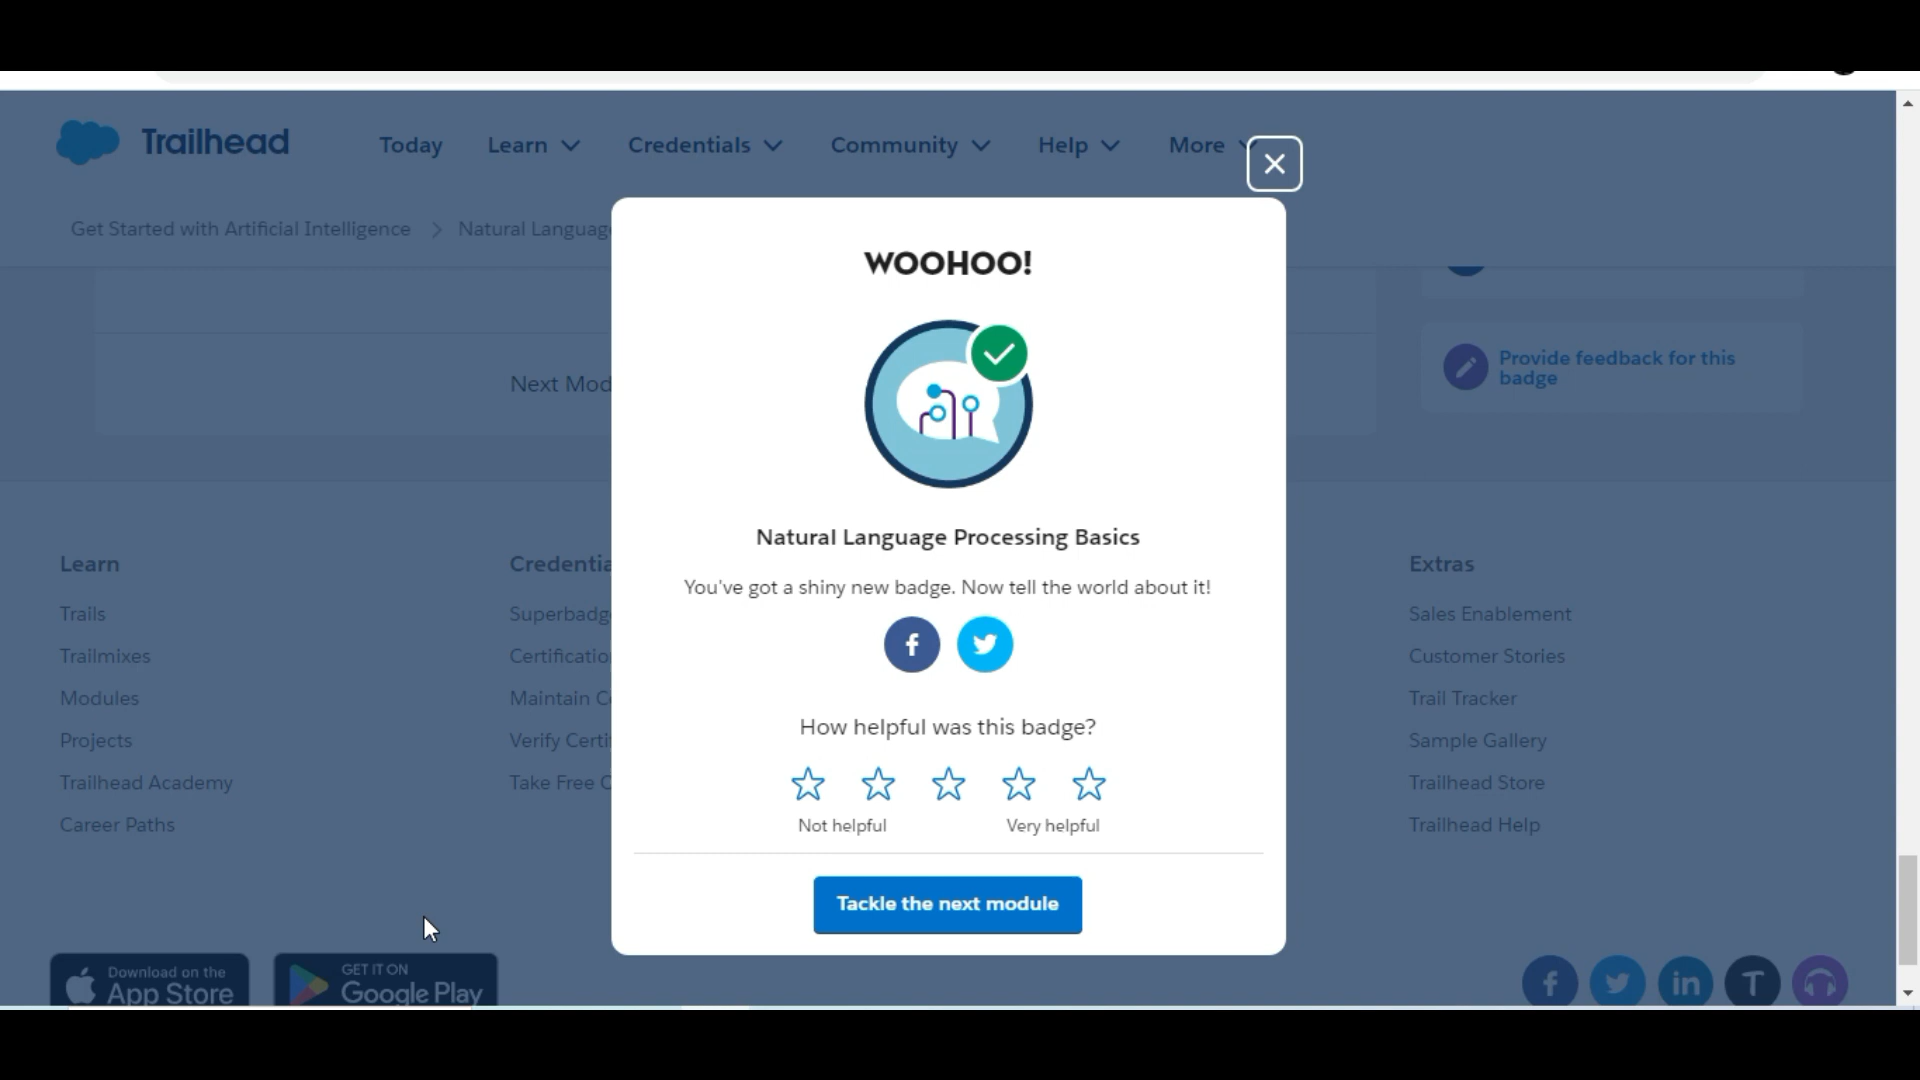 Trailhead
Today Learn Credentials Community Help More
Get Started with Artificial Intelligence
Natural Language
WOOHOO!
Next Mod
Provide feedback for this
badge
Natural Language Processing Basics
You've got a shiny new badge. Now tell the world about it!
How helpful was this badge?
Not helpful Very helpful
Tackle the next module
Learn
Trails
Trailmixes
Modules
Projects
Trailhead Academy
Career Paths
Credentia
Superbadg
Certificatio
Maintain C
Verify Certi
Take Free C
Extras
Sales Enablement
Customer Stories
Trail Tracker
Sample Gallery
Trailhead Store
Trailhead Help
Download on the
App Store
GET IT ON
Google Play